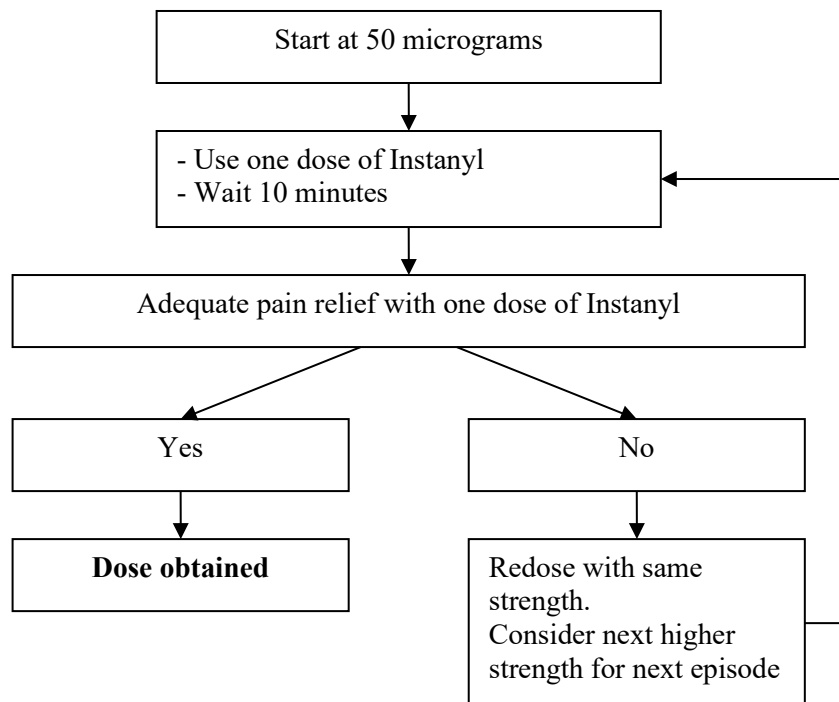 Start at 50 micrograms
- Use one dose of Instanyl
- Wait 10 minutes
Adequate pain relief with one dose of Instanyl
Yes
No
Dose obtained
Redose with same
strength.
Consider next higher
strength for next episode